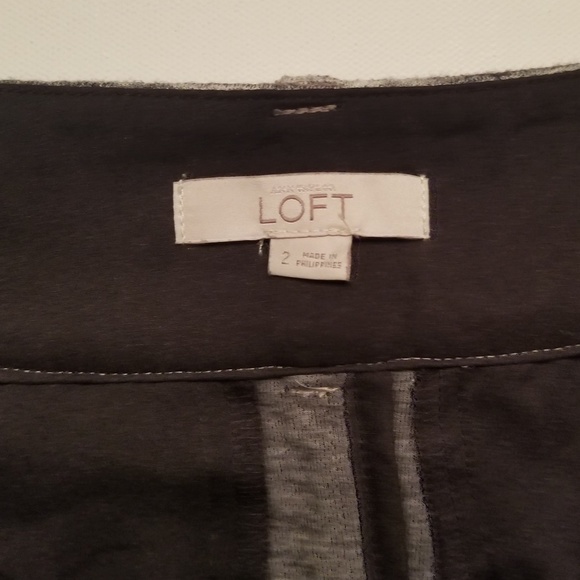 ANN TAYLOR
LOFT
2
MADE IN
PHILIPPINES